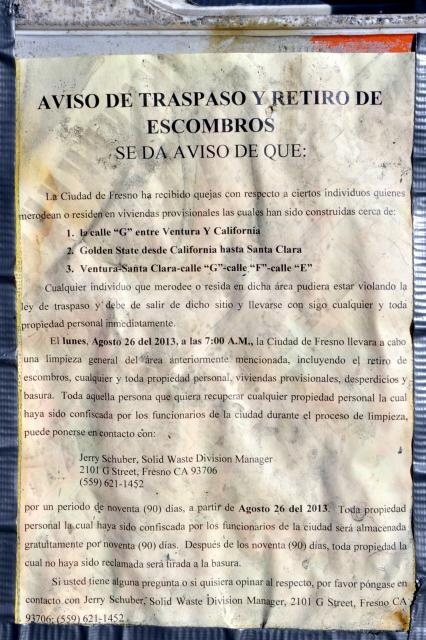 AVISO DE TRASPASO Y RETIRO DE
ESCOMBROS
SE DA AVISO DE QUE:
La Ciudad de Fresno ha recibido quejas con respecto a ciertos individuos quienes
merodean o residen en viviendas provisionales las cuales han sido construidas cerca de:
1. la calle “G” entre Ventura Y California
2. Golden State desde California hasta Santa Clara
3. Ventura-Santa Clara-calle “G”-calle “F”-calle “E”
Cualquier individuo que merodee o resida en dicha área pudiera estar violando la
ley de traspaso y debe de salir de dicho sitio y llevarse con sigo cualquier y toda
propiedad personal inmediatamente.
El lunes, Agosto 26 del 2013, a las 7:00 A.M., la Ciudad de Fresno llevara a cabo
una limpieza general del área anteriormente mencionada, incluyendo el retiro de
escombros, cualquier y toda propiedad personal, viviendas provisionales, desperdicios y
basura. Toda aquella persona que quiera recuperar cualquier propiedad personal la cual
haya sido confiscada por los funcionarios de la ciudad durante el proceso de limpieza,
puede ponerse en contacto con:
Jerry Schuber, Solid Waste Division Manager
2101 G Street, Fresno CA 93706
(559) 621-1452
por un periodo de noventa (90) días, a partir de Agosto 26 del 2013. Toda propiedad
personal la cual haya sido confiscada por los funcionarios de la ciudad será almacenada
gratuitamente por noventa (90) días. Después de los noventa (90) días, toda propiedad la
cual no haya sido reclamada será tirada a la basura.
Si usted tiene alguna pregunta o si quisiera opinar al respecto, por favor póngase en
contacto con Jerry Schuber, Solid Waste Division Manager, 2101 G Street, Fresno CA
93706; (559) 621-1452